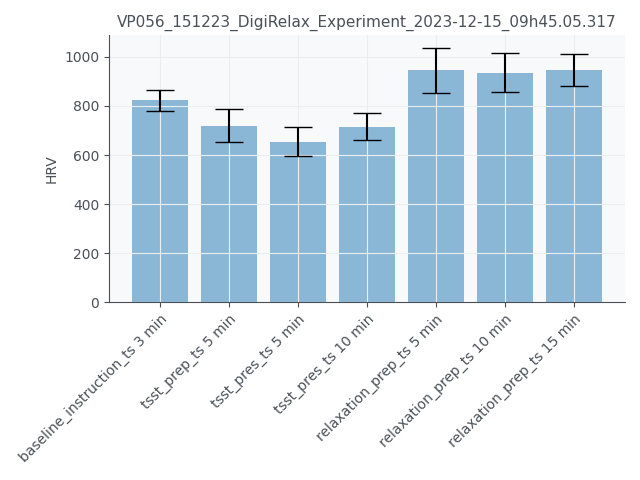 VP056_151223_DigiRelax_Experiment_2023-12-15_09h45.05.317
HRV
1000
800
600
400
200
0
baseline_instruction_ts 3 min
tsst_prep_ts 5 min
tsst_pres_ts 5 min
tsst_pres_ts 10 min
relaxation_prep_ts 5 min
relaxation_prep_ts 10 min
relaxation_prep_ts 15 min